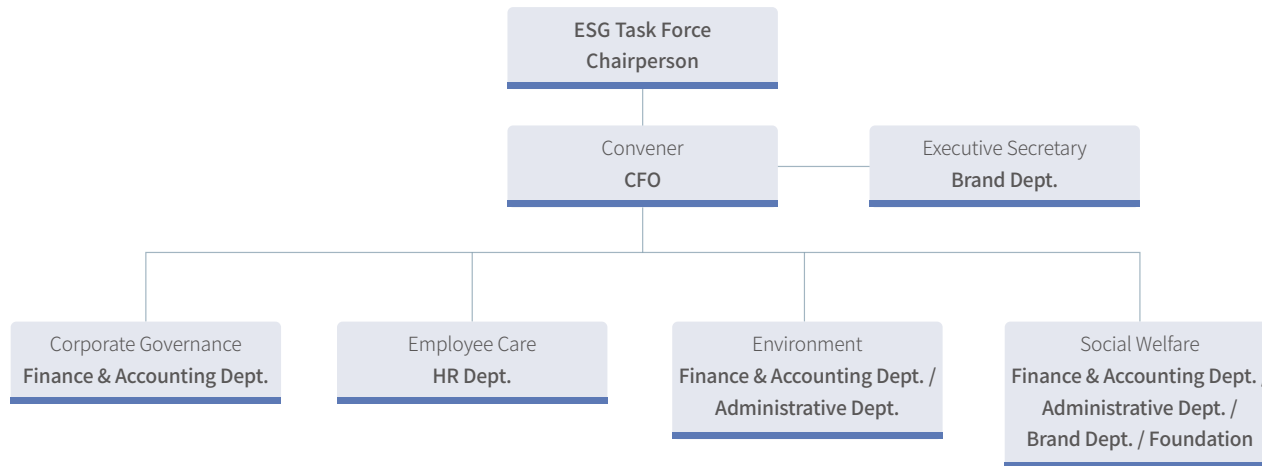 ESG Task Force
Chairperson
Convener
CFO
Executive Secretary
Brand Dept.
Corporate Governance
Finance & Accounting Dept.
Employee Care
HR Dept.
Environment
Finance & Accounting Dept. /
Administrative Dept.
Social Welfare
Finance & Accounting Dept. /
Administrative Dept. /
Brand Dept. / Foundation